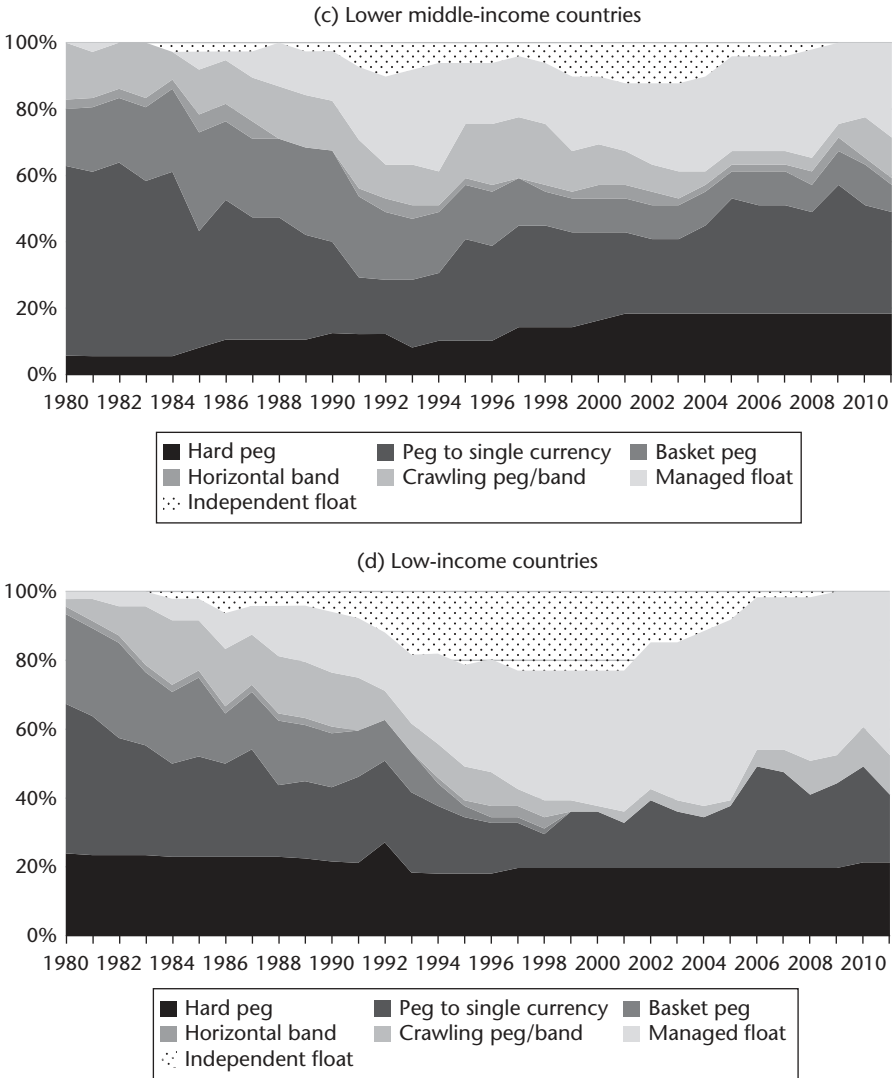 (c) Lower middle-income countries
100%
80%
60%
40%
20%
0%
1980 1982 1984 1986 1988 1990 1992 1994 1996 1998 2000 2002 2004 2006 2008 2010
Hard peg Peg to single currency Basket peg
Horizontal band Crawling peg/band Managed float
Independent float
(d) Low-income countries
100%
80%
60%
40%
20%
0%
1980 1982 1984 1986 1988 1990 1992 1994 1996 1998 2000 2002 2004 2006 2008 2010
Hard peg Peg to single currency Basket peg
Horizontal band Crawling peg/band Managed float
Independent float